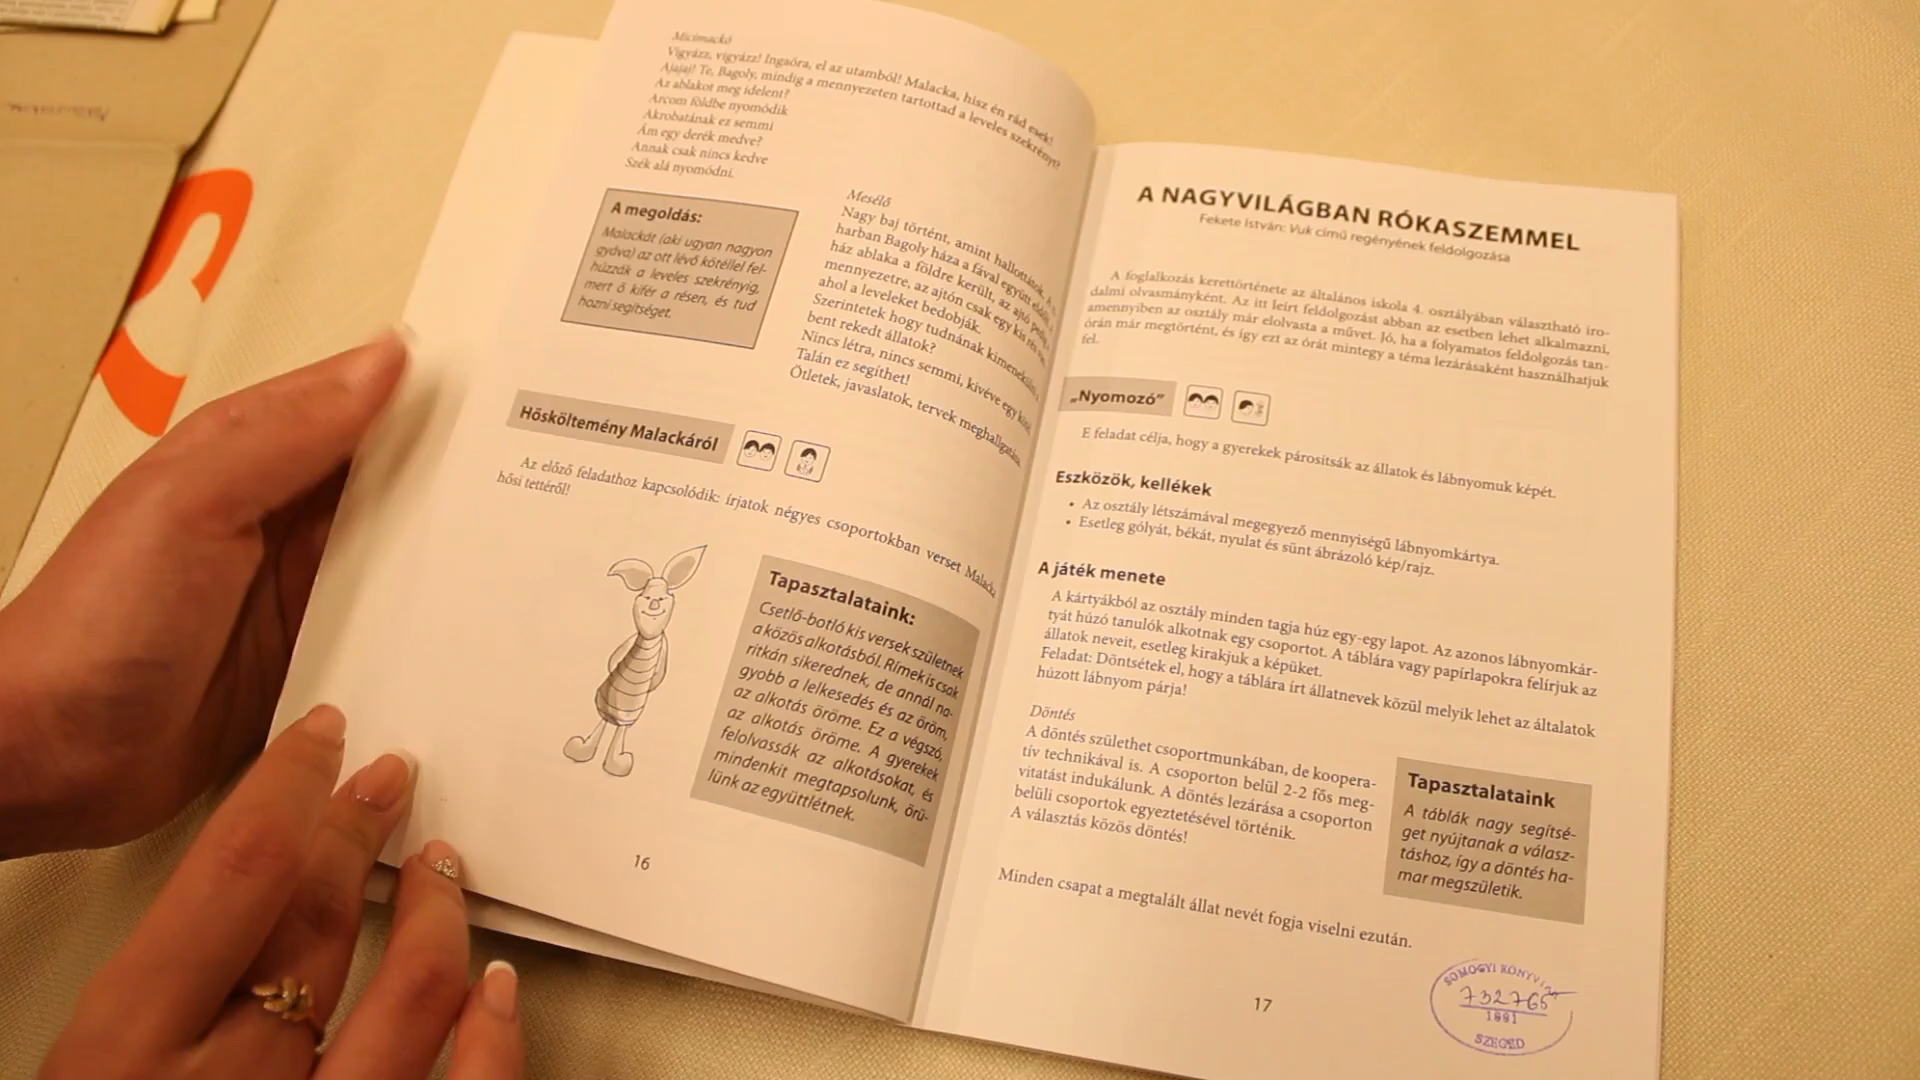 Micimackó
Vigyázz, vigyázz! Ingaóra, el az utamból! Malacka, hisz én rád esek!
Ajajaj! Te, Bagoly, mindig a mennyezeten tartottad a leveles szekrényt?
Az ablakot meg idelent?
Arcom földbe nyomódik
Akrobatának ez semmi
Ám egy derék medve?
Annak csak nincs kedve
Szék alá nyomódni.
A megoldás:
Malackát (aki ugyan nagyon
gyáva) az ott lévő kötéllel fel-
húzzák a leveles szekrényig,
mert ő kifér a résen, és tud
hozni segítséget.
Mesélő
Nagy baj történt, amint hallottátok.
harban Bagoly háza a fával együtt
ház ablaka a földre került, az ajtó
mennyezetre, az ajtón csak egy kis rés
ahol a leveleket bedobják.
Szerintetek hogy tudnának kimenekülni a
bent rekedt állatok?
Nincs létra, nincs semmi, kivéve egy
Talán ez segíthet!
Ötletek, javaslatok, tervek meghallgatása.
Hősköltemény Malackáról
Az előző feladathoz kapcsolódik: írjatok négyes csoportokban verset Malacka
hősi tettéről!
Tapasztalataink:
Csetlő-botló kis versek születnek
a közös alkotásból. Rímek is csak
ritkán sikerednek, de annál na-
gyobb a lelkesedés és az öröm,
az alkotás öröme. Ez a végszó,
az alkotás öröme. A gyerekek
felolvassák az alkotásokat, és
mindenkit megtapsolunk, örü-
lünk az együttlétnek.
16
A NAGYVILÁGBAN RÓKASZEMMEL
Fekete István: Vuk című regényének feldolgozása
A foglalkozás kerettörténete az általános iskola 4. osztályában választható iro-
dalmi olvasmányként. Az itt leírt feldolgozást abban az esetben lehet alkalmazni,
amennyiben az osztály már elolvasta a művet. Jó, ha a folyamatos feldolgozás tan-
órán már megtörtént, és így ezt az órát mintegy a téma lezárásaként használhatjuk
fel.
„Nyomozó”
E feladat célja, hogy a gyerekek párosítsák az állatok és lábnyomuk képét.
Eszközök, kellékek
• Az osztály létszámával megegyező mennyiségű lábnyomkártya.
• Esetleg gólyát, békát, nyulat és sünt ábrázoló kép/rajz.
A játék menete
A kártyákból az osztály minden tagja húz egy-egy lapot. Az azonos lábnyomkár-
tyát húzó tanulók alkotnak egy csoportot. A táblára vagy papírlapokra felírjuk az
állatok neveit, esetleg kirakjuk a képüket.
Feladat: Döntsétek el, hogy a táblára írt állatnevek közül melyik lehet az általatok
húzott lábnyom párja!
Döntés
A döntés születhet csoportmunkában, de koopera-
tív technikával is. A csoporton belül 2-2 fős meg-
vitatást indukálunk. A döntés lezárása a csoporton
belüli csoportok egyeztetésével történik.
A választás közös döntés!
Tapasztalataink
A táblák nagy segítsé-
get nyújtanak a válasz-
táshoz, így a döntés ha-
mar megszületik.
Minden csapat a megtalált állat nevét fogja viselni ezután.
17
SOMOGYI KÖNYVTÁR
732765
1991
SZEGED